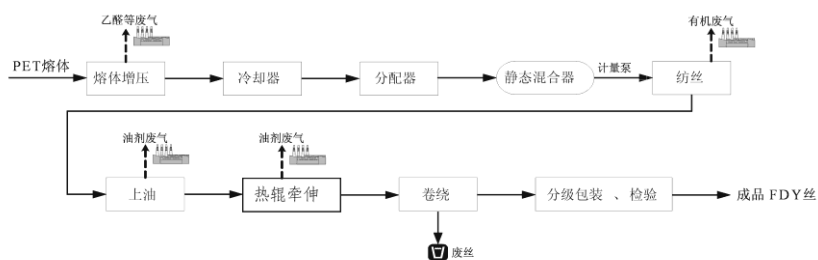 乙醛等废气
有机废气
PET熔体
熔体增压
冷却器
分配器
静态混合器
计量泵
纺丝
油剂废气
油剂废气
上油
热辊牵伸
卷绕
分级包装 、检验
成品 FDY丝
废丝